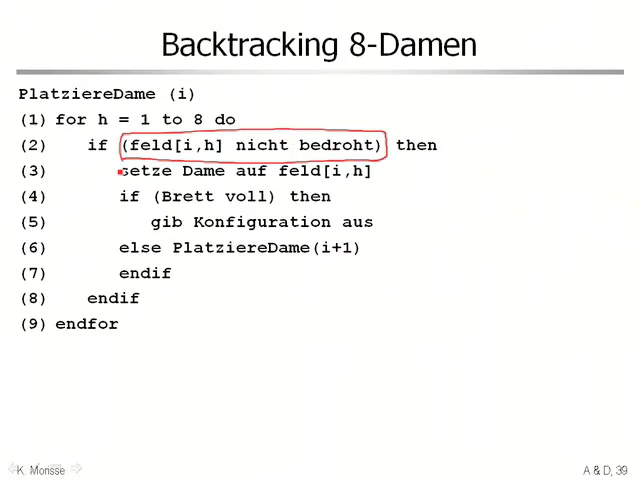 Backtracking 8-Damen
PlatziereDame (i)
(1) for h = 1 to 8 do
(2) if (feld[i,h] nicht bedroht) then
(3) setze Dame auf feld[i,h]
(4) if (Brett voll) then
(5) gib Konfiguration aus
(6) else PlatziereDame(i+1)
(7) endif
(8) endif
(9) endfor
K. Morisse
A & D, 39